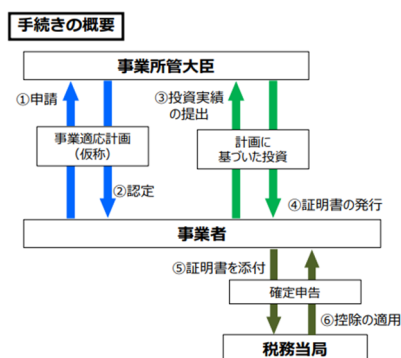 手続きの概要
事業所管大臣
①申請
③投資実績
の提出
事業適応計画
（仮称）
計画に
基づいた投資
②認定
④証明書の発行
事業者
⑤証明書を添付
確定申告
⑥控除の適用
税務当局